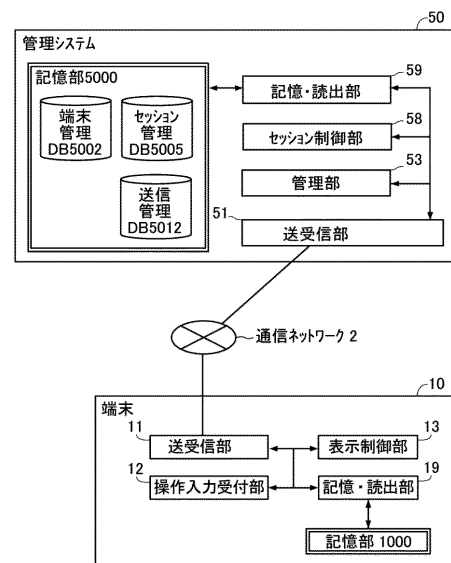 50
管理システム
記憶部5000
端末
管理
DB5002
セッション
管理
DB5005
送信
管理
DB5012
59
記憶・読出部
58
セッション制御部
53
管理部
51
送受信部
通信ネットワーク 2
10
端末
11
送受信部
13
表示制御部
12
操作入力受付部
19
記憶・読出部
記憶部 1000